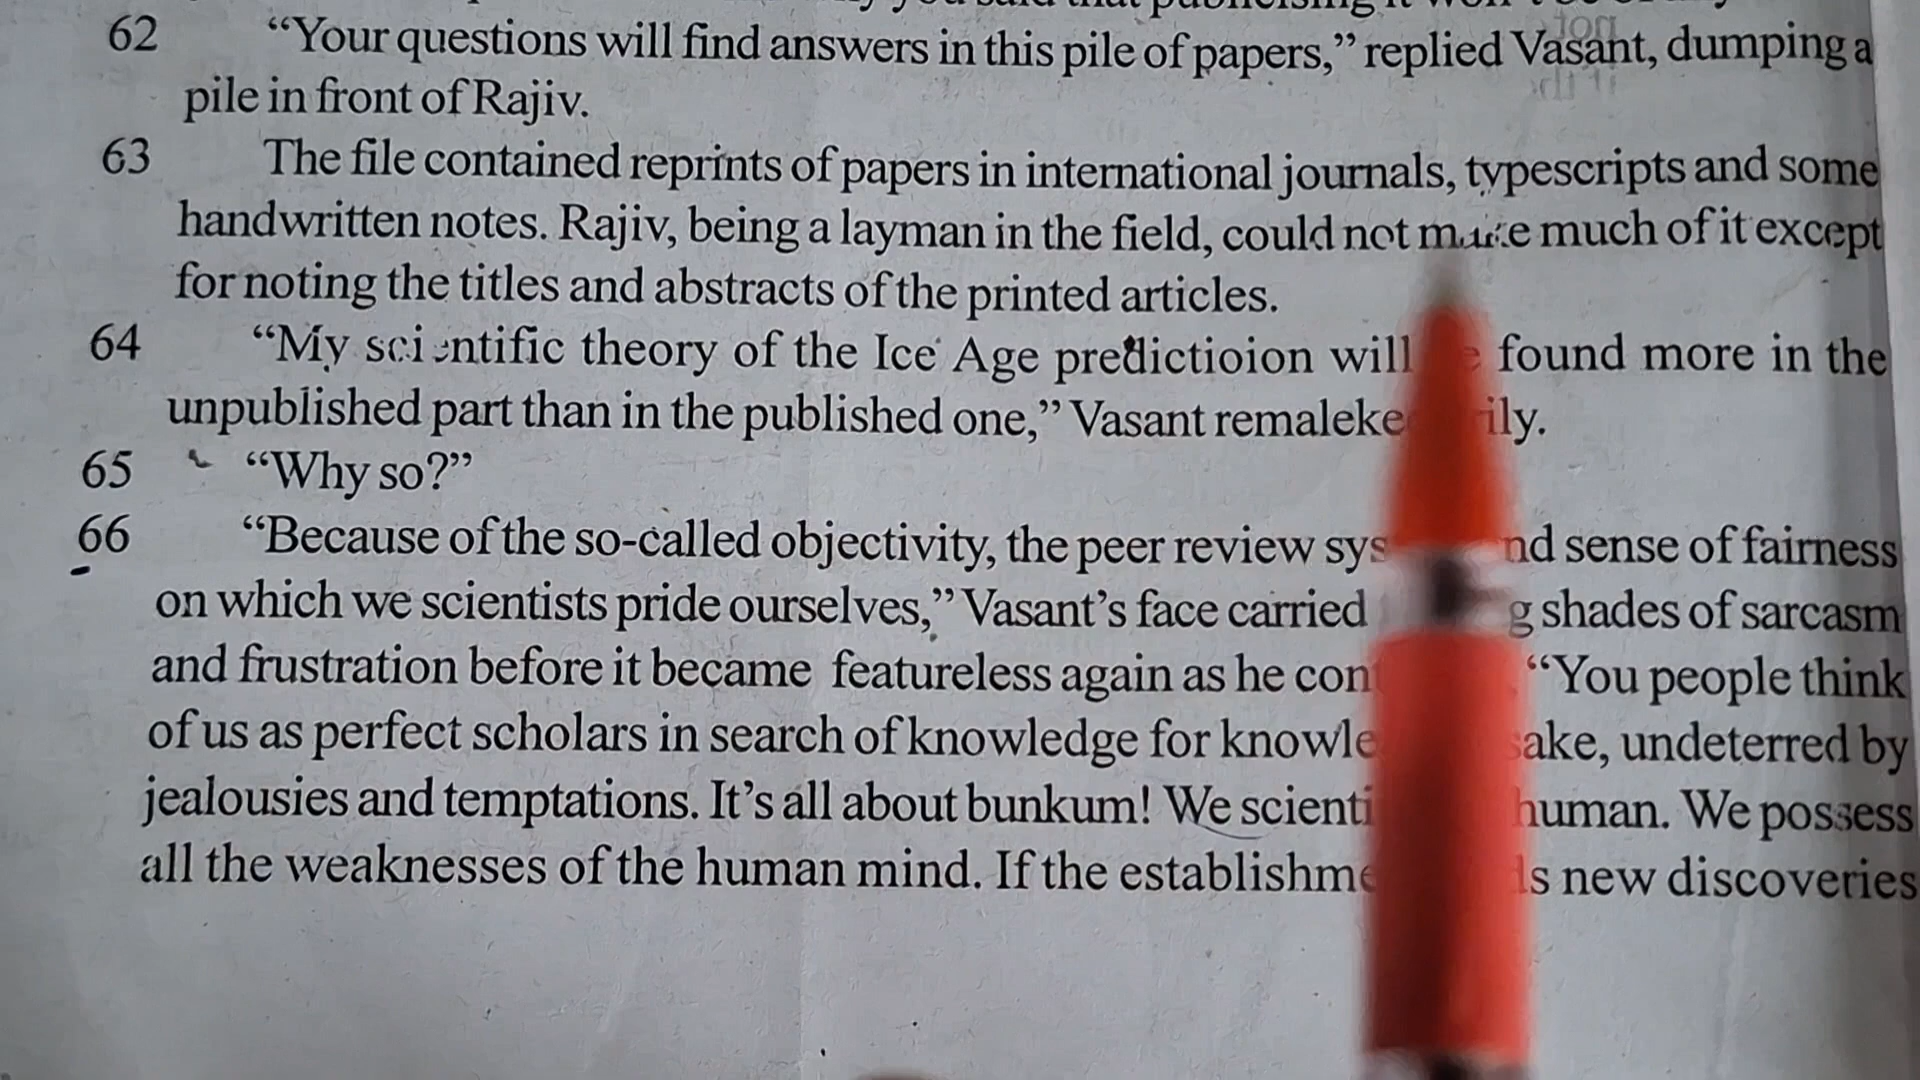 62 “Your questions will find answers in this pile of papers,” replied Vasant, dumping a
pile in front of Rajiv.
63 The file contained reprints of papers in international journals, typescripts and some
handwritten notes. Rajiv, being a layman in the field, could not make much of it except
for noting the titles and abstracts of the printed articles.
64 “My scientific theory of the Ice Age predictioion will found more in the
unpublished part than in the published one,” Vasant
65 “Why so?”
66 “Because of the so-called objectivity, the peer review sense of fairness
on which we scientists pride ourselves,” Vasant’s face carried shades of sarcasm
and frustration before it became featureless again as he “You people think
of us as perfect scholars in search of knowledge for undeterred by
jealousies and temptations. It’s all about bunkum! We human. We possess
all the weaknesses of the human mind. If the new discoveries